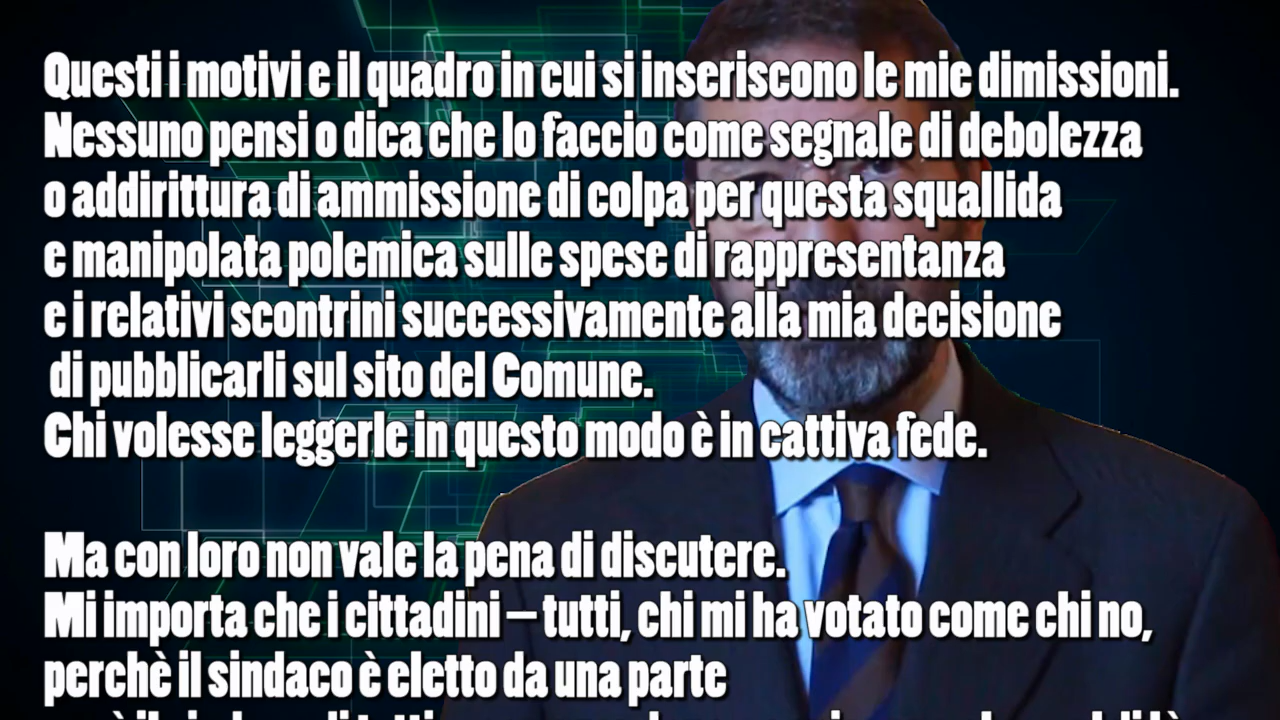 Questi i motivi e il quadro in cui si inseriscono le mie dimissioni.
Nessuno pensi o dica che lo faccio come segnale di debolezza
o addirittura di ammissione di colpa per questa squallida
e manipolata polemica sulle spese di rappresentanza
e i relativi scontrini successivamente alla mia decisione
di pubblicarli sul sito del Comune.
Chi volesse leggerle in questo modo è in cattiva fede.
Ma con loro non vale la pena di discutere.
Mi importa che i cittadini – tutti, chi mi ha votato come chi no,
perchè il sindaco è eletto da una parte